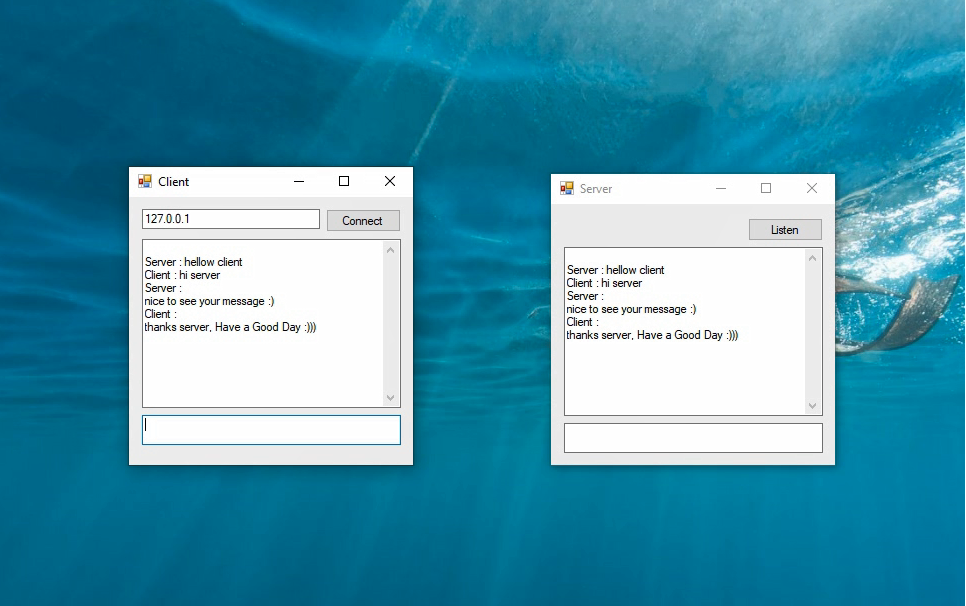 Client
127.0.0.1
Connect
Server : hellow client
Client : hi server
Server :
nice to see your message :)
Client :
thanks server, Have a Good Day :)))
Server
Listen
Server : hellow client
Client : hi server
Server :
nice to see your message :)
Client :
thanks server, Have a Good Day :)))